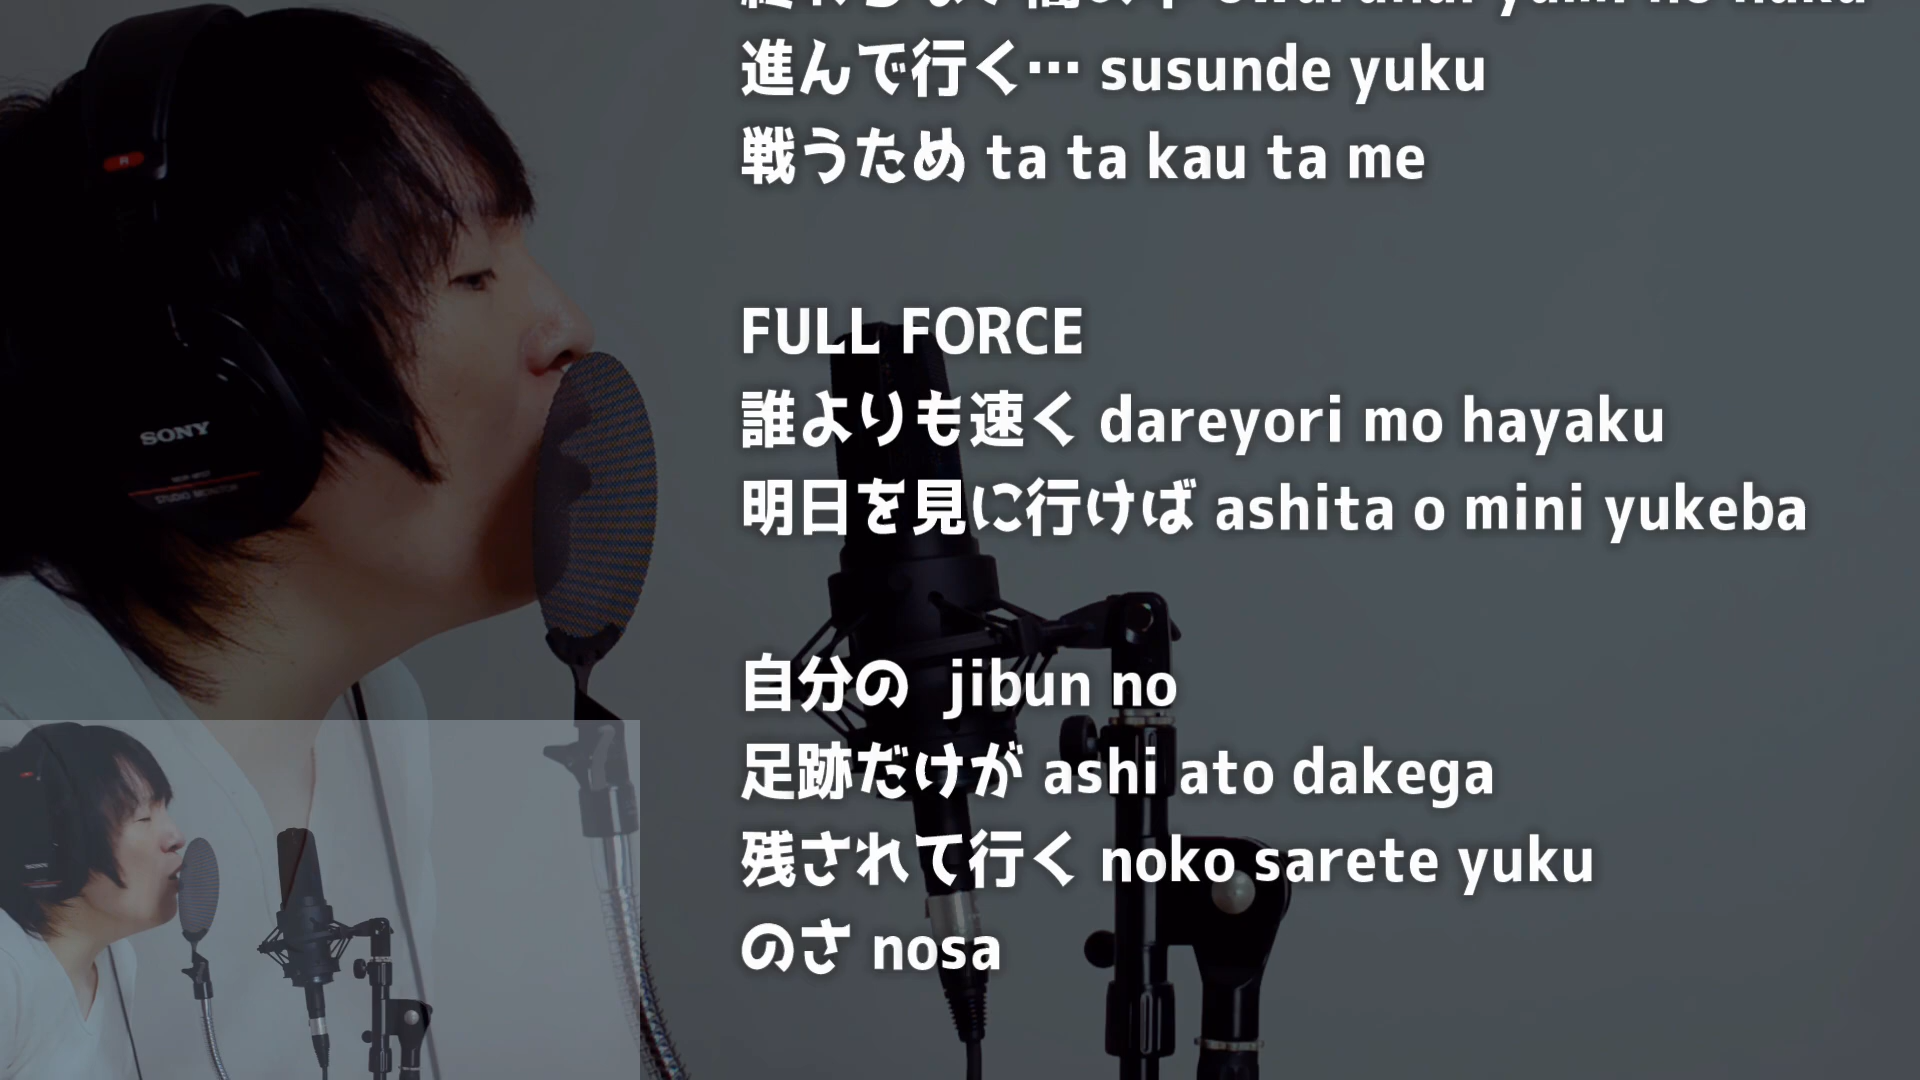 進んで行く… susunde yuku
戦うため ta ta kau ta me
FULL FORCE
誰よりも速く dareyori mo hayaku
明日を見に行けば ashita o mini yukeba
自分の jibun no
足跡だけが ashi ato dakega
残されて行く noko sarete yuku
のさ nosa
SONY
STUDIO MONITOR